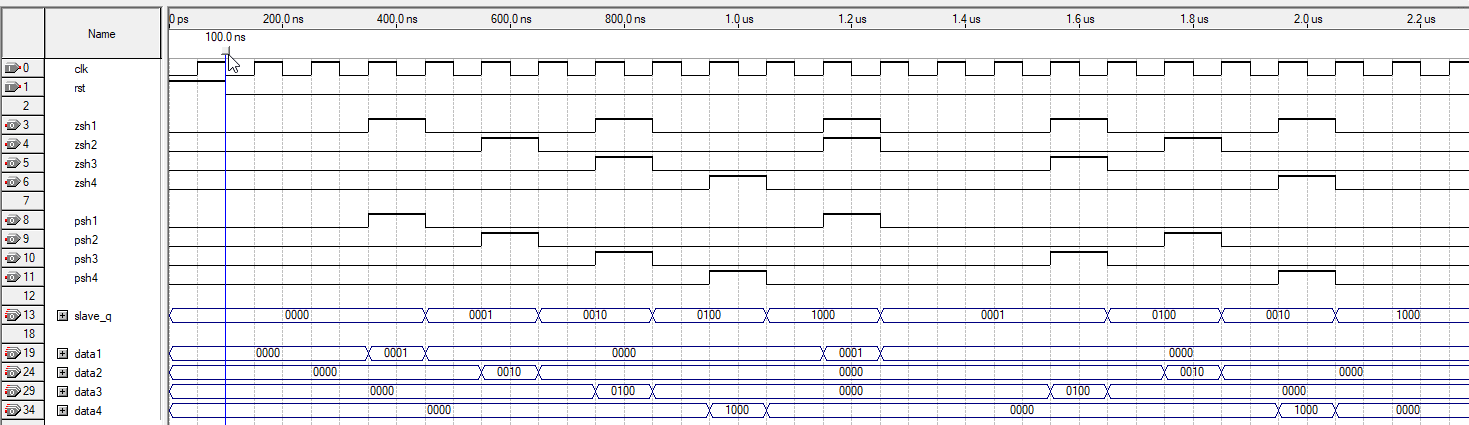 Name 0 ps 200.0 ns 400.0 ns 600.0 ns 800.0 ns 1.0 us 1.2 us 1.4 us 1.6 us 1.8 us 2.0 us 2.2 us
100.0 ns
0 clk
1 rst
2
3 zsh1
4 zsh2
5 zsh3
6 zsh4
7
8 psh1
9 psh2
10 psh3
11 psh4
12
13 slave_q 0000 0001 0010 0100 1000 0001 0100 0010 1000
18
19 data1 0000 0001 0000 0001 0000
24 data2 0000 0010 0000 0010 0000
29 data3 0000 0100 0000 0100 0000
34 data4 0000 1000 0000 1000 0000